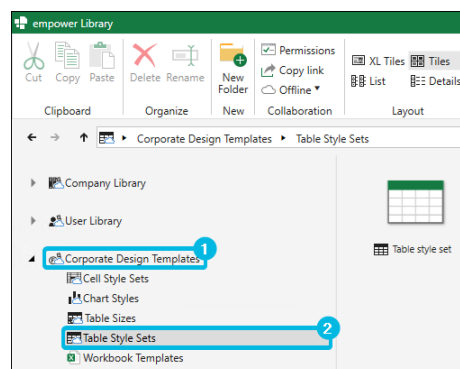 empower Library
Cut Copy Paste
Clipboard
Delete Rename
Organize
New Folder
New
Permissions
Copy link
Offline
Collaboration
XL Tiles Tiles
List Details
Layout
Corporate Design Templates Table Style Sets
Company Library
User Library
Corporate Design Templates
1
Cell Style Sets
Chart Styles
Table Sizes
Table Style Sets
2
Workbook Templates
Table style set